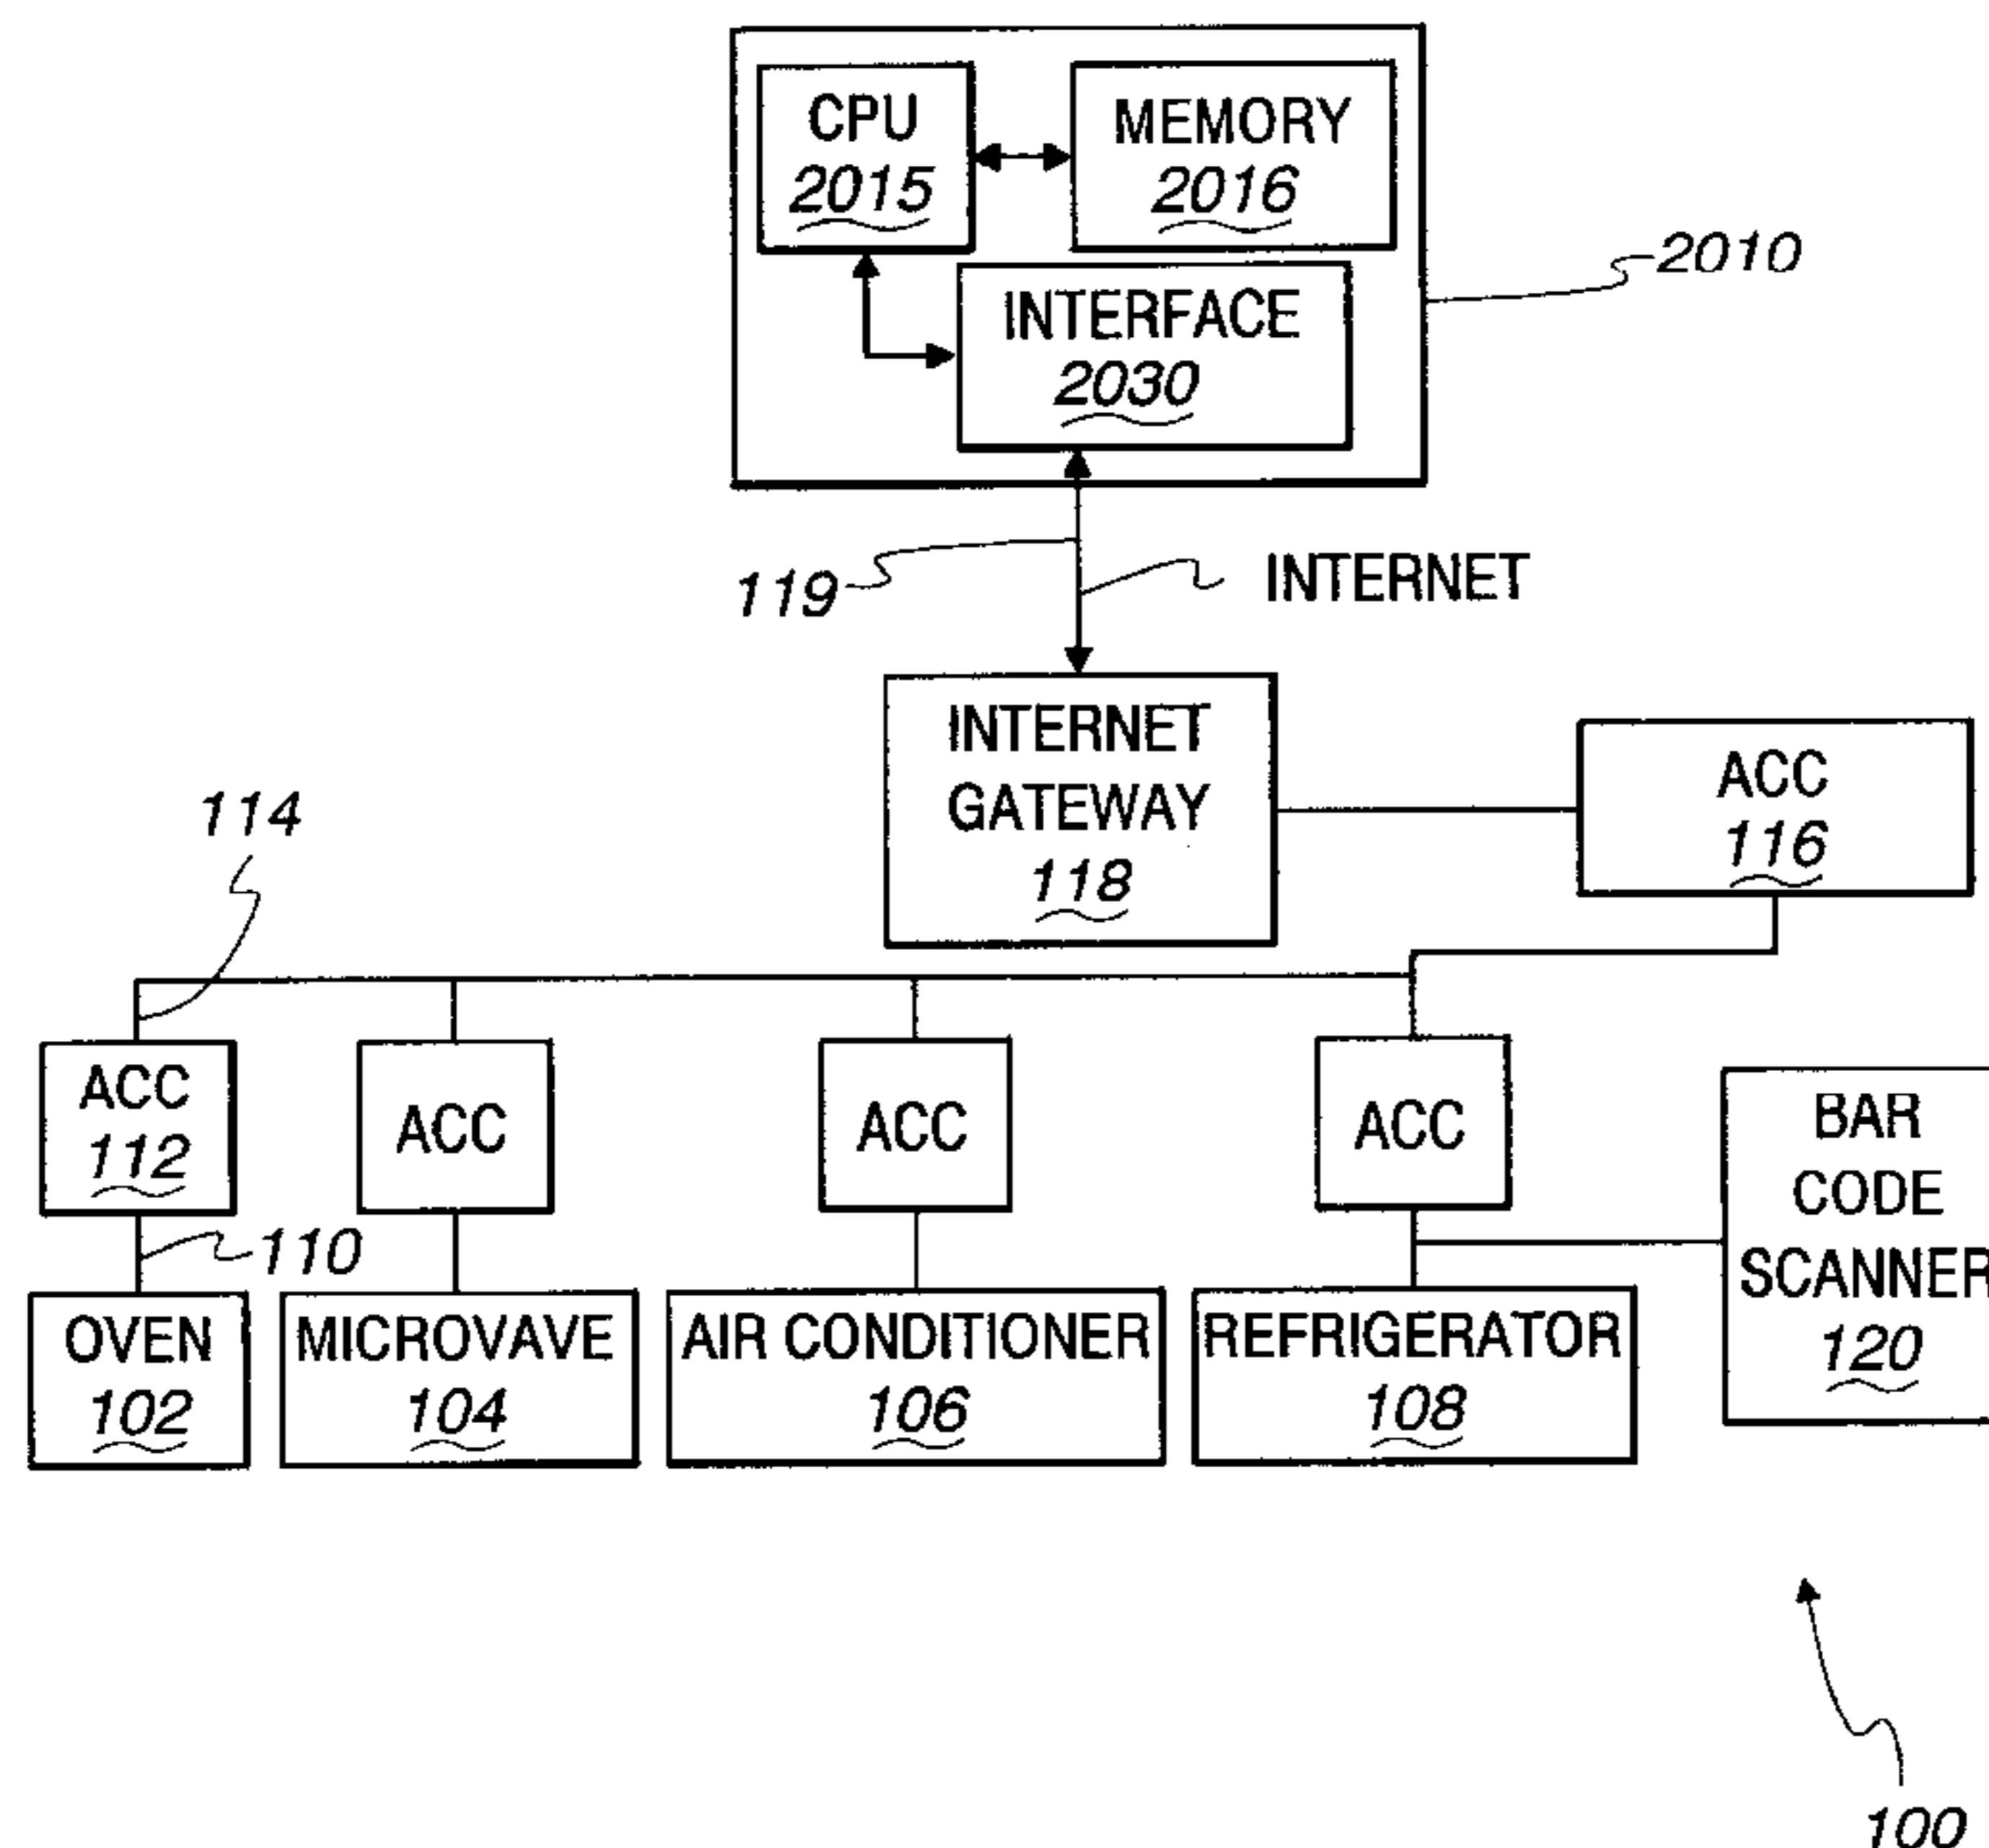 CPU
2015
MEMORY
2016
INTERFACE
2030
2010
119
INTERNET
INTERNET
GATEWAY
118
ACC
116
114
ACC
112
ACC
ACC
ACC
BAR
CODE
SCANNER
120
110
OVEN
102
MICROVAVE
104
AIR CONDITIONER
106
REFRIGERATOR
108
100